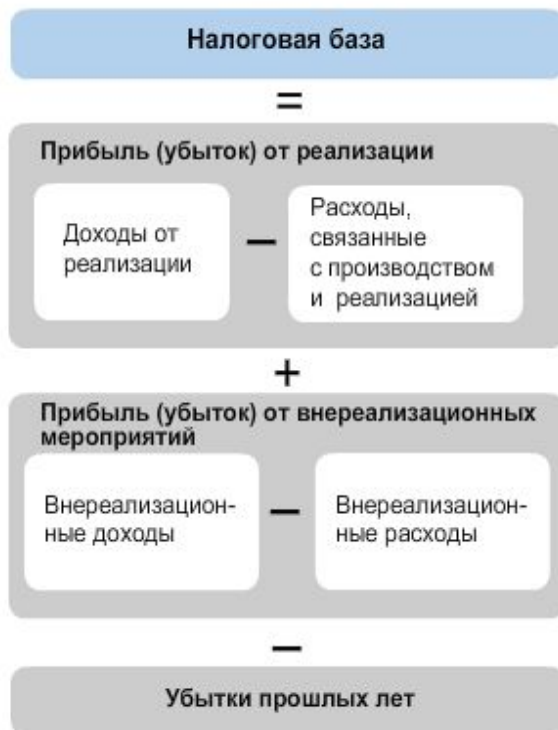 Налоговая база
=
Прибыль (убыток) от реализации
Доходы от
реализации
–
Расходы,
связанные
с производством
и реализацией
+
Прибыль (убыток) от внереализационных
мероприятий
Внереализацион-
ные доходы
–
Внереализацион-
ные расходы
–
Убытки прошлых лет